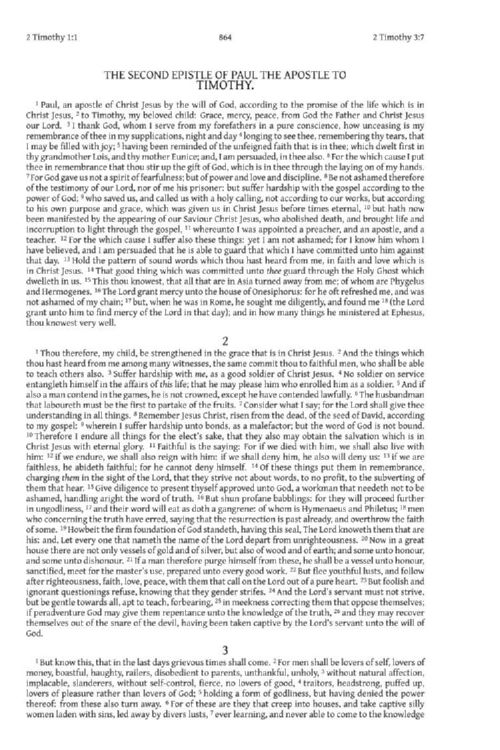 2 Timothy 1:1 864 2 Timothy 3:7
THE SECOND EPISTLE OF PAUL THE APOSTLE TO
TIMOTHY.
1 Paul, an apostle of Christ Jesus by the will of God, according to the promise of the life which is in
Christ Jesus, 2 to Timothy, my beloved child: Grace, mercy, peace, from God the Father and Christ Jesus
our Lord. 3 I thank God, whom I serve from my forefathers in a pure conscience, how unceasing is my
remembrance of thee in my supplications, night and day 4 longing to see thee, remembering thy tears, that
I may be filled with joy; 5 having been reminded of the unfeigned faith that is in thee; which dwelt first in
thy grandmother Lois, and thy mother Eunice; and, I am persuaded, in thee also. 6 For the which cause I put
thee in remembrance that thou stir up the gift of God, which is in thee through the laying on of my hands.
7 For God gave us not a spirit of fearfulness; but of power and love and discipline. 8 Be not ashamed therefore
of the testimony of our Lord, nor of me his prisoner: but suffer hardship with the gospel according to the
power of God; 9 who saved us, and called us with a holy calling, not according to our works, but according
to his own purpose and grace, which was given us in Christ Jesus before times eternal, 10 but hath now
been manifested by the appearing of our Saviour Christ Jesus, who abolished death, and brought life and
incorruption to light through the gospel, 11 whereunto I was appointed a preacher, and an apostle, and a
teacher. 12 For the which cause I suffer also these things: yet I am not ashamed; for I know him whom I
have believed, and I am persuaded that he is able to guard that which I have committed unto him against
that day. 13 Hold the pattern of sound words which thou hast heard from me, in faith and love which is
in Christ Jesus. 14 That good thing which was committed unto thee guard through the Holy Ghost which
dwelleth in us. 15 This thou knowest, that all that are in Asia turned away from me; of whom are Phygelus
and Hermogenes. 16 The Lord grant mercy unto the house of Onesiphorus: for he oft refreshed me, and was
not ashamed of my chain; 17 but, when he was in Rome, he sought me diligently, and found me 18 (the Lord
grant unto him to find mercy of the Lord in that day); and in how many things he ministered at Ephesus,
thou knowest very well.
2
1 Thou therefore, my child, be strengthened in the grace that is in Christ Jesus. 2 And the things which
thou hast heard from me among many witnesses, the same commit thou to faithful men, who shall be able
to teach others also. 3 Suffer hardship with me, as a good soldier of Christ Jesus. 4 No soldier on service
entangleth himself in the affairs of this life; that he may please him who enrolled him as a soldier. 5 And if
also a man contend in the games, he is not crowned, except he have contended lawfully. 6 The husbandman
that laboureth must be the first to partake of the fruits. 7 Consider what I say; for the Lord shall give thee
understanding in all things. 8 Remember Jesus Christ, risen from the dead, of the seed of David, according
to my gospel: 9 wherein I suffer hardship unto bonds, as a malefactor; but the word of God is not bound.
10 Therefore I endure all things for the elect's sake, that they also may obtain the salvation which is in
Christ Jesus with eternal glory. 11 Faithful is the saying: For if we died with him, we shall also live with
him: 12 if we endure, we shall also reign with him: if we shall deny him, he also will deny us: 13 if we are
faithless, he abideth faithful; for he cannot deny himself. 14 Of these things put them in remembrance,
charging them in the sight of the Lord, that they strive not about words, to no profit, to the subverting of
them that hear. 15 Give diligence to present thyself approved unto God, a workman that needeth not to be
ashamed, handling aright the word of truth. 16 But shun profane babblings: for they will proceed further
in ungodliness, 17 and their word will eat as doth a gangrene: of whom is Hymenaeus and Philetus; 18 men
who concerning the truth have erred, saying that the resurrection is past already, and overthrow the faith
of some. 19 Howbeit the firm foundation of God standeth, having this seal, The Lord knoweth them that are
his: and, Let every one that nameth the name of the Lord depart from unrighteousness. 20 Now in a great
house there are not only vessels of gold and of silver, but also of wood and of earth; and some unto honour,
and some unto dishonour. 21 If a man therefore purge himself from these, he shall be a vessel unto honour,
sanctified, meet for the master's use, prepared unto every good work. 22 But flee youthful lusts, and follow
after righteousness, faith, love, peace, with them that call on the Lord out of a pure heart. 23 But foolish and
ignorant questionings refuse, knowing that they gender strifes. 24 And the Lord's servant must not strive,
but be gentle towards all, apt to teach, forbearing, 25 in meekness correcting them that oppose themselves;
if peradventure God may give them repentance unto the knowledge of the truth, 26 and they may recover
themselves out of the snare of the devil, having been taken captive by the Lord's servant unto the will of
God.
3
1 But know this, that in the last days grievous times shall come. 2 For men shall be lovers of self, lovers of
money, boastful, haughty, railers, disobedient to parents, unthankful, unholy, 3 without natural affection,
implacable, slanderers, without self-control, fierce, no lovers of good, 4 traitors, headstrong, puffed up,
lovers of pleasure rather than lovers of God; 5 holding a form of godliness, but having denied the power
thereof: from these also turn away. 6 For of these are they that creep into houses, and take captive silly
women laden with sins, led away by divers lusts, 7 ever learning, and never able to come to the knowledge